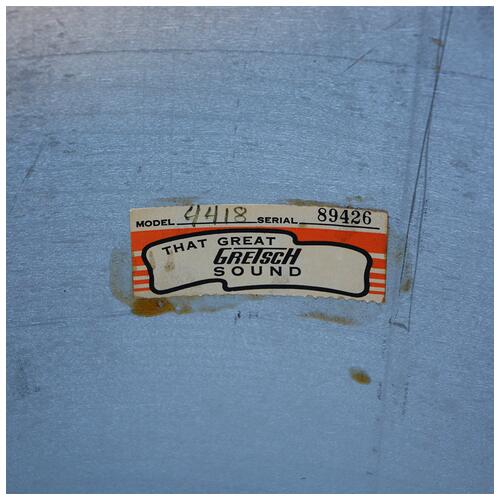 MODEL 4418 SERIAL 89426
THAT GREAT
GRETSCH
SOUND